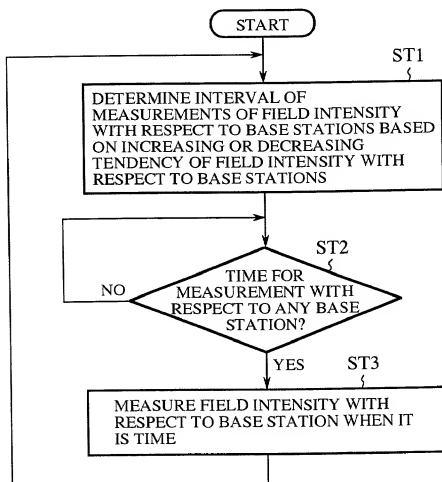 START
ST1
DETERMINE INTERVAL OF
MEASUREMENTS OF FIELD INTENSITY
WITH RESPECT TO BASE STATIONS BASED
ON INCREASING OR DECREASING
TENDENCY OF FIELD INTENSITY WITH
RESPECT TO BASE STATIONS
ST2
TIME FOR
MEASUREMENT WITH
RESPECT TO ANY BASE
STATION?
NO
YES
ST3
MEASURE FIELD INTENSITY WITH
RESPECT TO BASE STATION WHEN IT
IS TIME